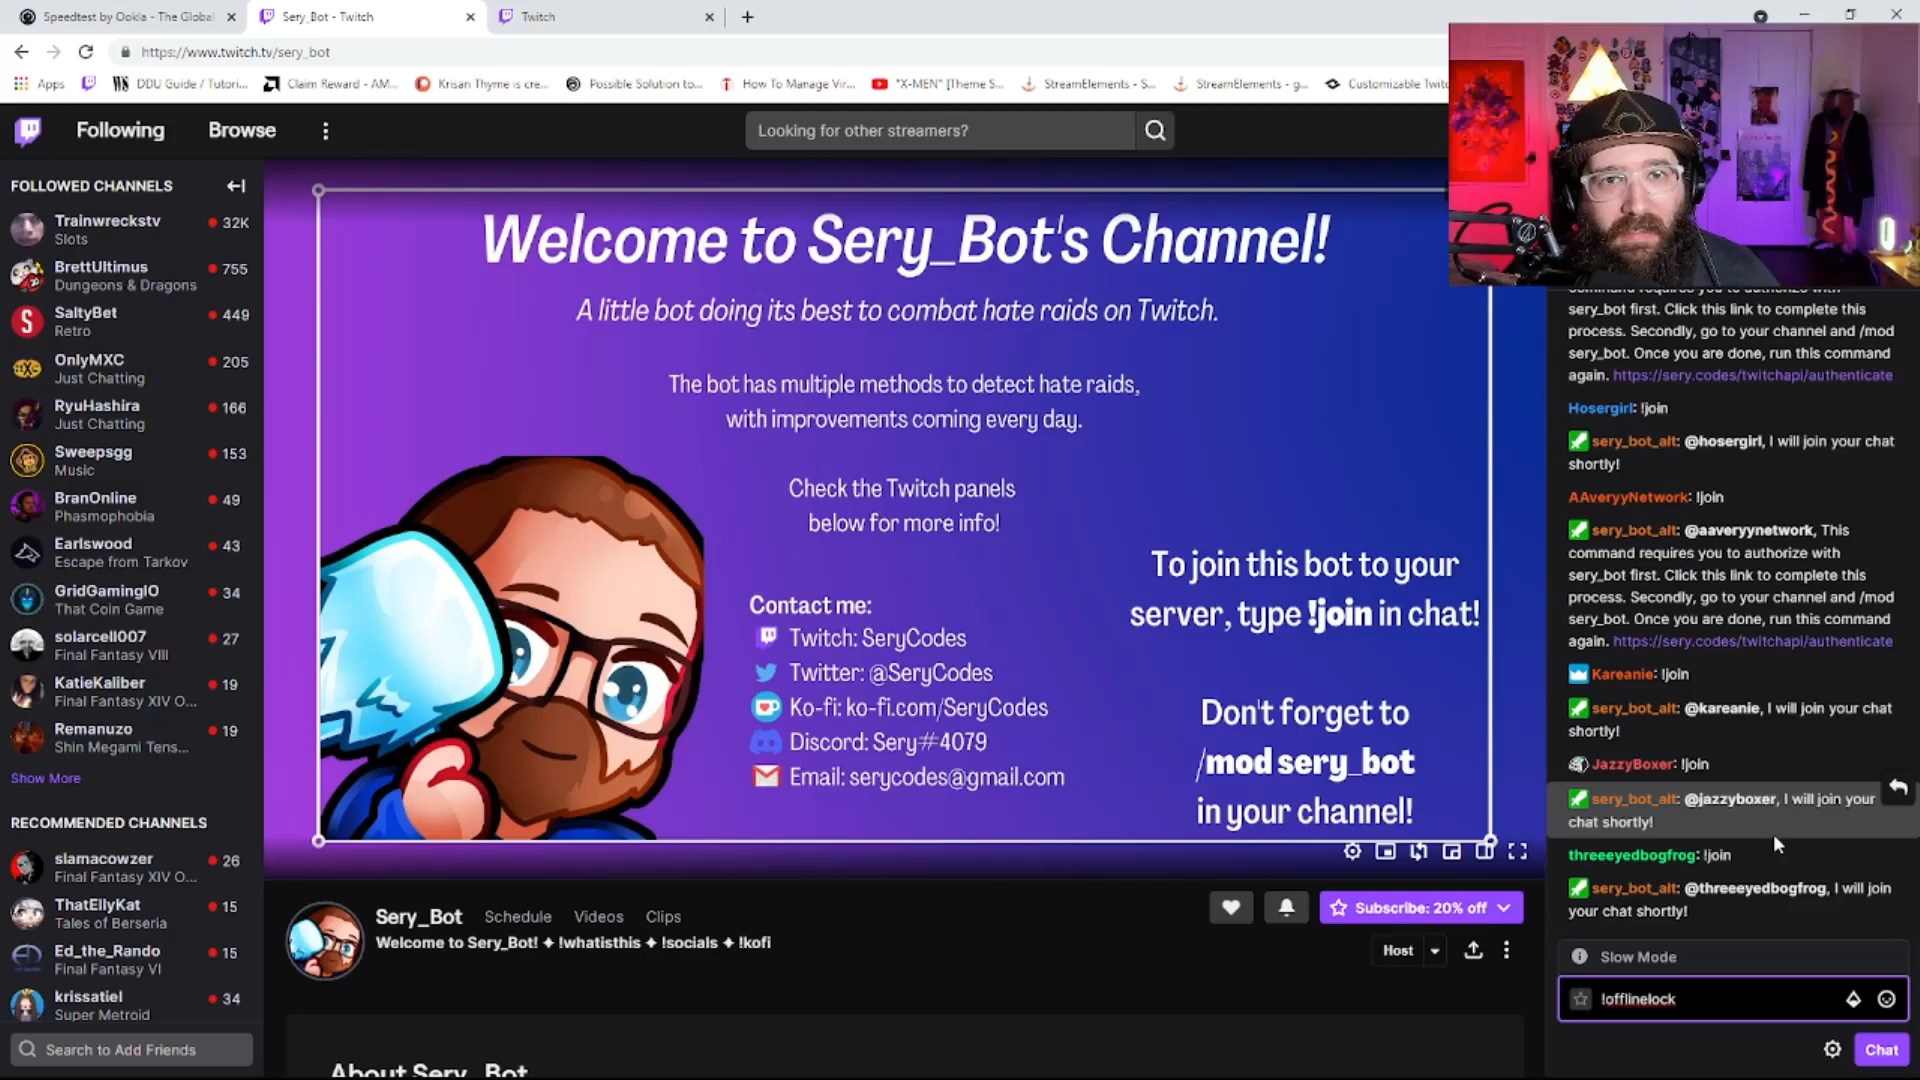 Speedtest by Ookla - The Global
Sery_Bot - Twitch
Twitch
https://www.twitch.tv/sery_bot
Apps
DDU Guide / Tutori...
Claim Reward - AM...
Krisan Thyme is cre...
Possible Solution to...
How To Manage Vir...
"X-MEN" [Theme S...
StreamElements - S...
StreamElements - g...
Customizable Twitc
Following
Browse
Looking for other streamers?
FOLLOWED CHANNELS
Trainwreckstv
32K
Slots
BrettUltimus
755
Dungeons & Dragons
SaltyBet
449
Retro
OnlyMXC
205
Just Chatting
RyuHashira
166
Just Chatting
Sweepsgg
153
Music
BranOnline
49
Phasmophobia
Earlswood
43
Escape from Tarkov
GridGamingIO
34
That Coin Game
solarcell007
27
Final Fantasy VIII
KatieKaliber
19
Final Fantasy XIV O...
Remanuzo
19
Shin Megami Tens...
Show More
RECOMMENDED CHANNELS
slamacowzer
26
Final Fantasy XIV O...
ThatEllyKat
15
Tales of Berseria
Ed_the_Rando
15
Final Fantasy VI
krissatiel
34
Super Metroid
Search to Add Friends
Welcome to Sery_Bot's Channel!
A little bot doing its best to combat hate raids on Twitch.
The bot has multiple methods to detect hate raids,
with improvements coming every day.
Check the Twitch panels
below for more info!
Contact me:
Twitch: SeryCodes
Twitter: @SeryCodes
Ko-fi: ko-fi.com/SeryCodes
Discord: Sery#4079
Email: serycodes@gmail.com
To join this bot to your
server, type !join in chat!
Don't forget to
/mod sery_bot
in your channel!
Sery_Bot
Schedule
Videos
Clips
Welcome to Sery_Bot! ✦ !whatisthis ✦ !socials ✦ !kofi
Subscribe: 20% off
Host
About Sery_Bot
command requires you to authorize with
sery_bot first. Click this link to complete this
process. Secondly, go to your channel and /mod
sery_bot. Once you are done, run this command
again. https://sery.codes/twitchapi/authenticate
Hosergirl: !join
sery_bot_alt: @hosergirl, I will join your chat
shortly!
AAveryyNetwork: !join
sery_bot_alt: @aaveryynetwork, This
command requires you to authorize with
sery_bot first. Click this link to complete this
process. Secondly, go to your channel and /mod
sery_bot. Once you are done, run this command
again. https://sery.codes/twitchapi/authenticate
Kareanie: !join
sery_bot_alt: @kareanie, I will join your chat
shortly!
JazzyBoxer: !join
sery_bot_alt: @jazzyboxer, I will join your
chat shortly!
threeeyedbogfrog: !join
sery_bot_alt: @threeeyedbogfrog, I will join
your chat shortly!
Slow Mode
!offlinelock
Chat